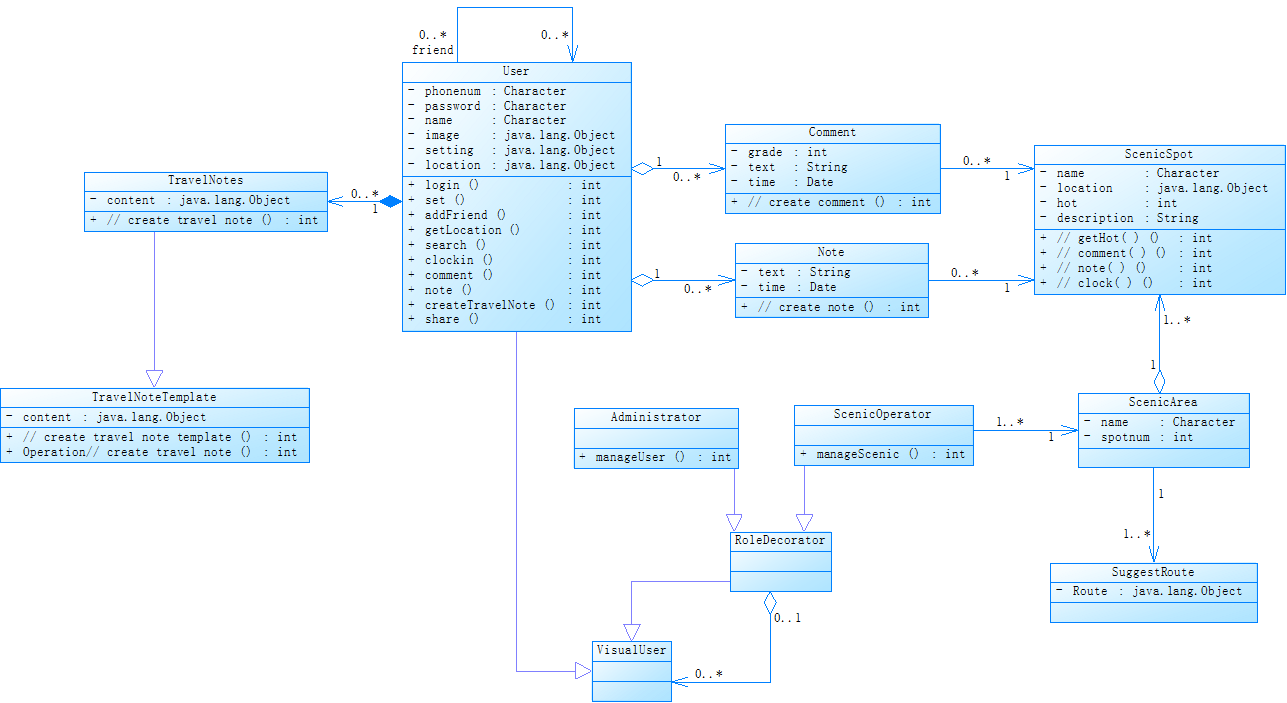 0..*
friend
0..*
User
- phonenum : Character
- password : Character
- name : Character
- image : java.lang.Object
- setting : java.lang.Object
- location : java.lang.Object
+ login () : int
+ set () : int
+ addFriend () : int
+ getLocation () : int
+ search () : int
+ clockin () : int
+ comment () : int
+ note () : int
+ createTravelNote () : int
+ share () : int
TravelNotes
- content : java.lang.Object
+ // create travel note () : int
0..*
1
1
0..*
Comment
- grade : int
- text : String
- time : Date
+ // create comment () : int
0..*
1
ScenicSpot
- name : Character
- location : java.lang.Object
- hot : int
- description : String
+ // getHot( ) () : int
+ // comment( ) () : int
+ // note( ) () : int
+ // clock( ) () : int
1
0..*
Note
- text : String
- time : Date
+ // create note () : int
0..*
1
1..*
1
TravelNoteTemplate
- content : java.lang.Object
+ // create travel note template () : int
+ Operation// create travel note () : int
Administrator
+ manageUser () : int
ScenicOperator
+ manageScenic () : int
1..*
1
ScenicArea
- name : Character
- spotnum : int
1
1..*
RoleDecorator
0..1
SuggestRoute
- Route : java.lang.Object
VisualUser
0..*